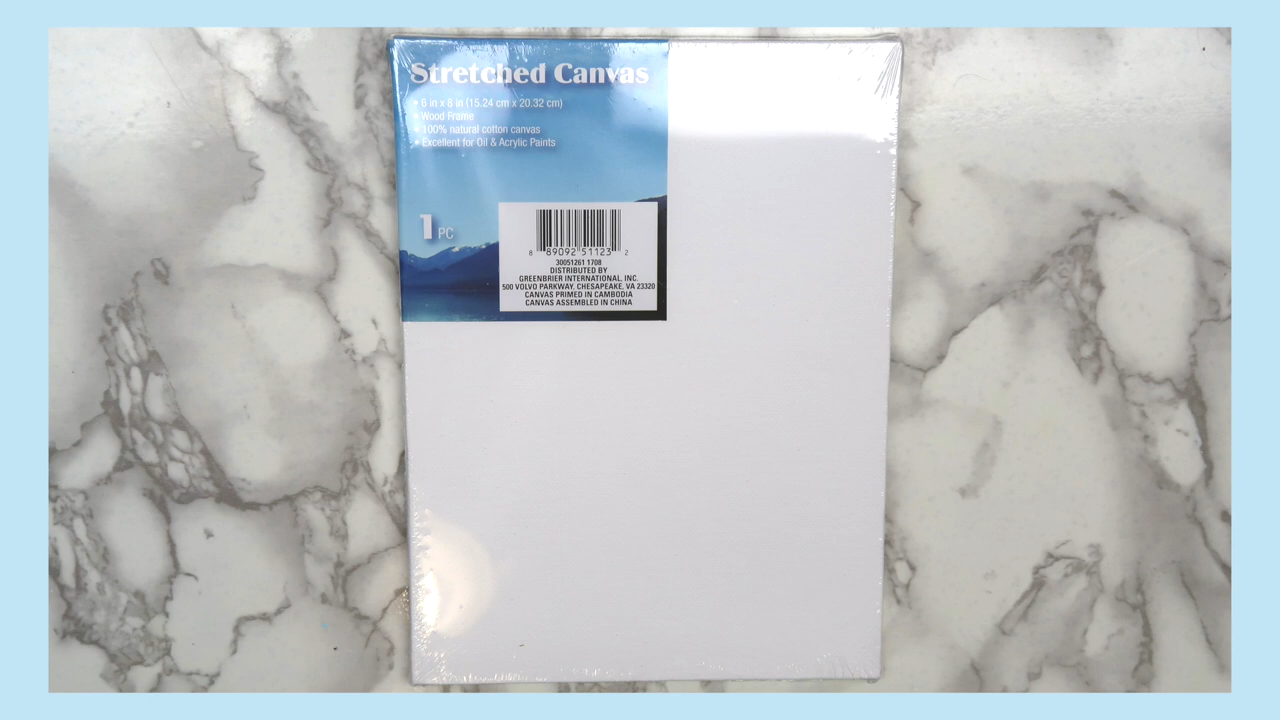 Stretched Canvas
• 6 in x 8 in (15.24 cm x 20.32 cm)
• Wood Frame
• 100% natural cotton canvas
• Excellent for Oil & Acrylic Paints
1 PC
8 89092 51123 2
30051261 1708
DISTRIBUTED BY
GREENBRIER INTERNATIONAL, INC.
500 VOLVO PARKWAY, CHESAPEAKE, VA 23320
CANVAS PRIMED IN CAMBODIA
CANVAS ASSEMBLED IN CHINA